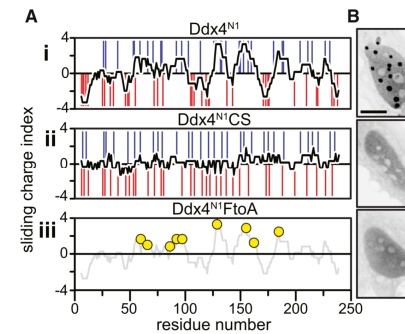 A
B
Ddx4N1
i
4
0
-4
Ddx4N1CS
ii
4
0
-4
Ddx4N1FtoA
iii
4
0
-4
sliding charge index
0 50 100 150 200 250
residue number